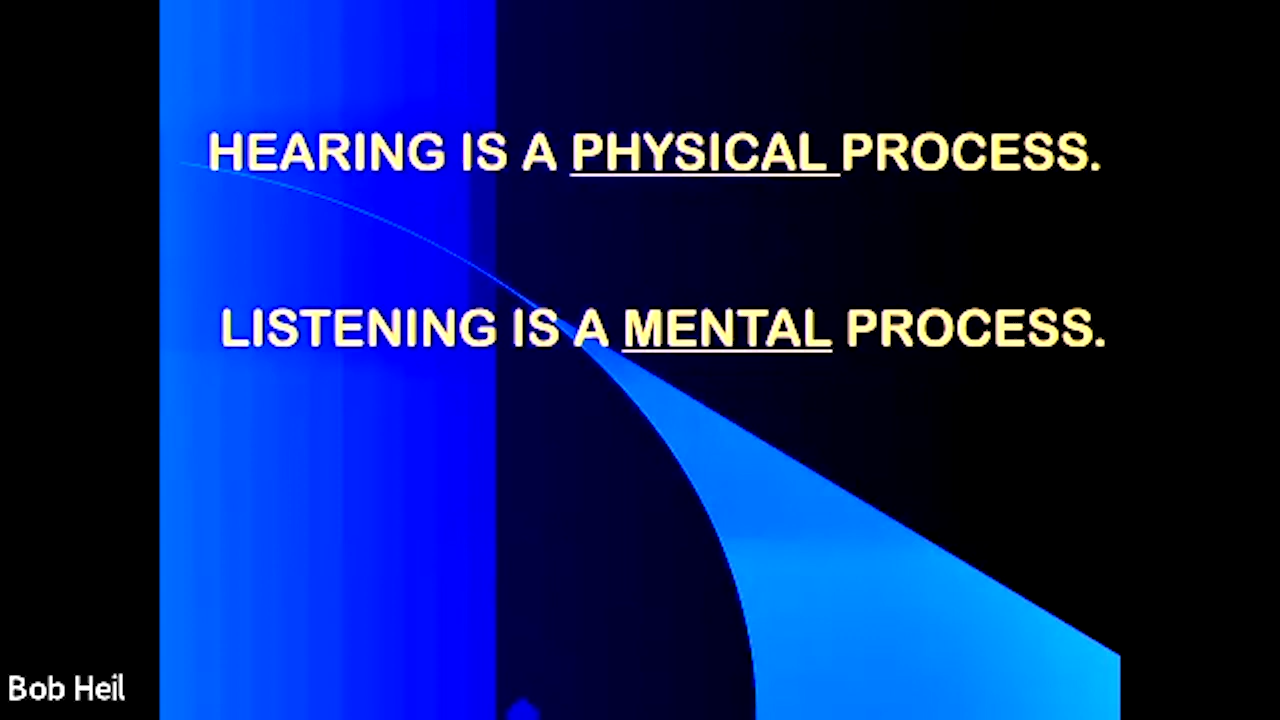 HEARING IS A PHYSICAL PROCESS.
LISTENING IS A MENTAL PROCESS.
Bob Heil